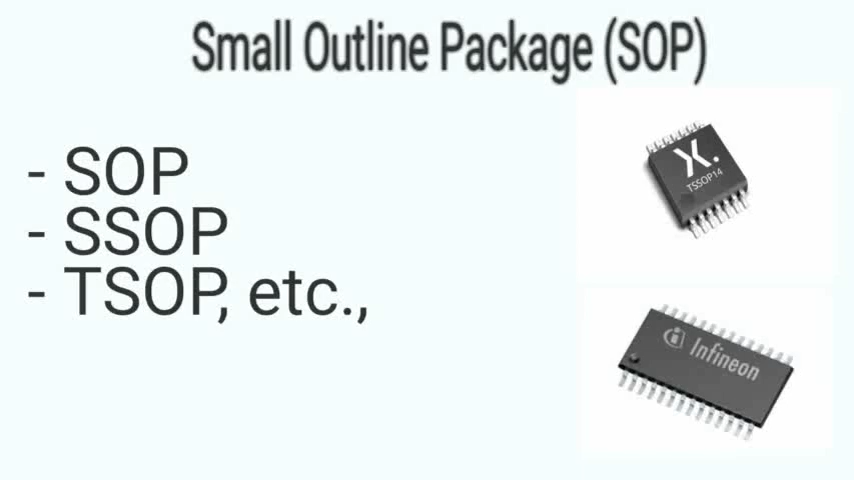 Small Outline Package (SOP)
- SOP
- SSOP
- TSOP, etc.,
X.
TSSOP14
Infineon